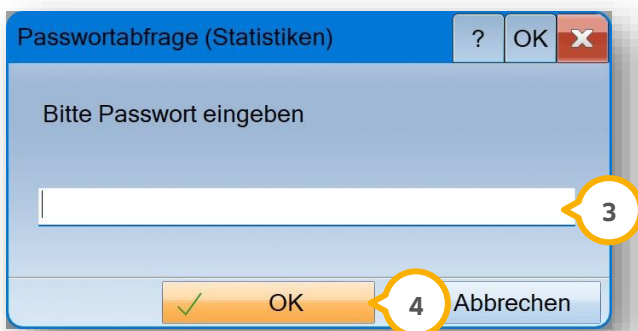 Passwortabfrage (Statistiken) ? OK X
Bitte Passwort eingeben
3
OK 4 Abbrechen